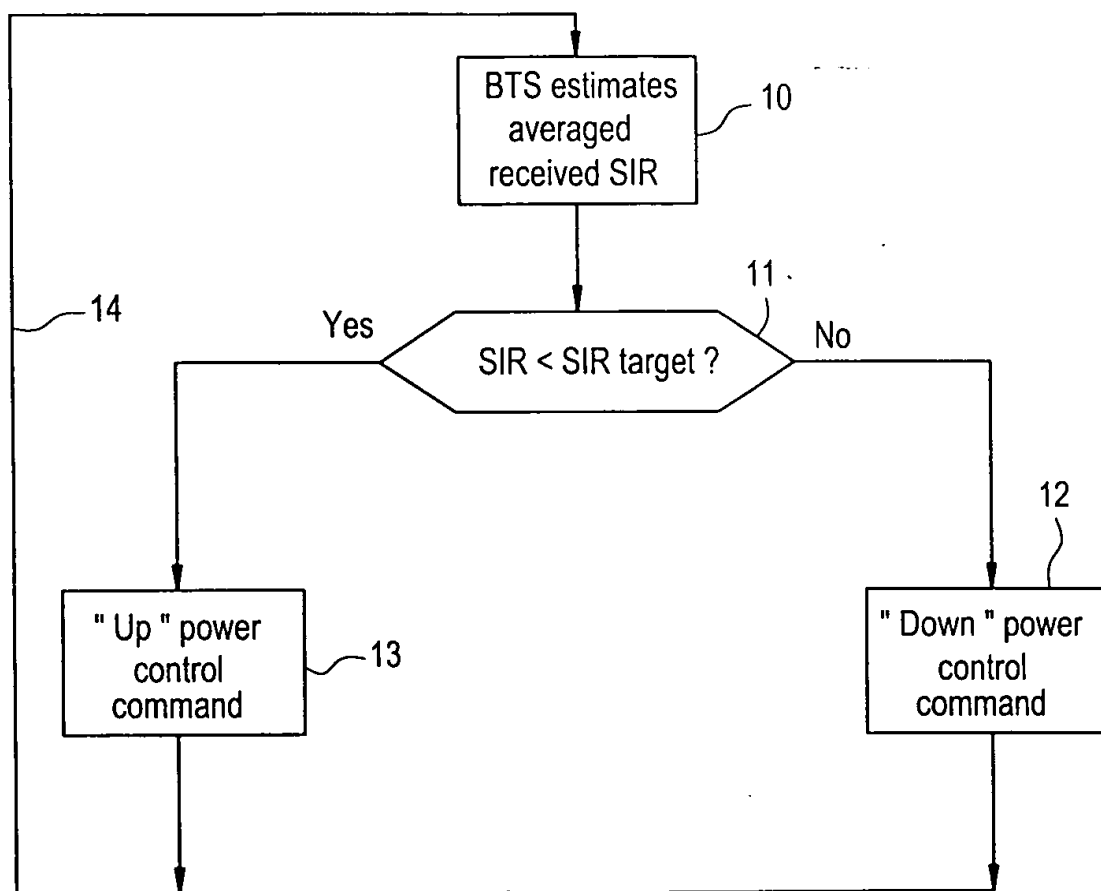 BTS estimates
averaged
received SIR
10
11
14
Yes
SIR < SIR target ?
No
12
" Up " power
control
command
13
" Down " power
control
command